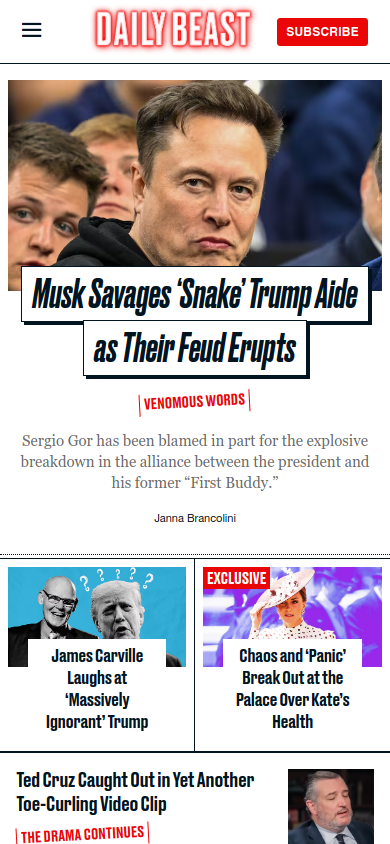 DAILY BEAST
SUBSCRIBE
Musk Savages ‘Snake’ Trump Aide
as Their Feud Erupts
VENOMOUS WORDS
Sergio Gor has been blamed in part for the explosive
breakdown in the alliance between the president and
his former “First Buddy.”
Janna Brancolini
? ? ? ? ? ?
James Carville
Laughs at
‘Massively
Ignorant’ Trump
EXCLUSIVE
Chaos and ‘Panic’
Break Out at the
Palace Over Kate’s
Health
Ted Cruz Caught Out in Yet Another
Toe-Curling Video Clip
THE DRAMA CONTINUES